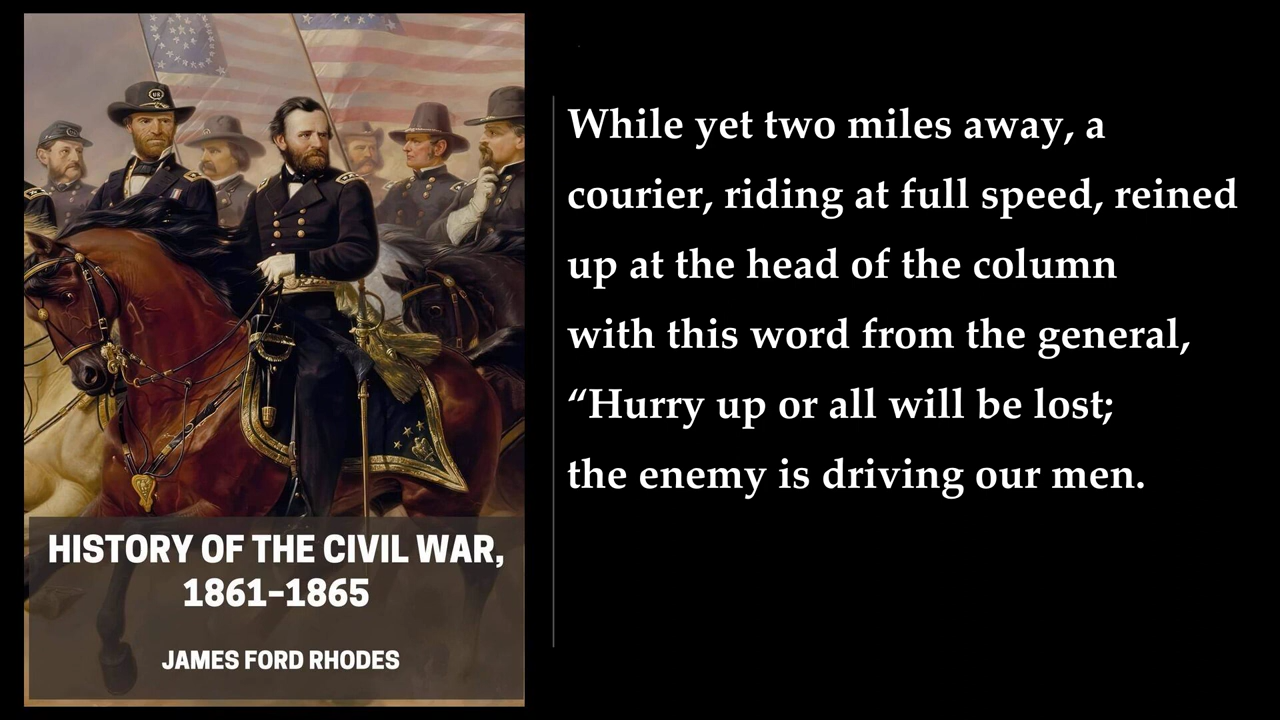 HISTORY OF THE CIVIL WAR,
1861–1865
JAMES FORD RHODES
While yet two miles away, a
courier, riding at full speed, reined
up at the head of the column
with this word from the general,
“Hurry up or all will be lost;
the enemy is driving our men.